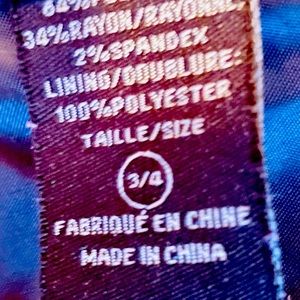 64%
34%RAYON/RAYONNE,
2%SPANDEX
LINING/DOUBLURE:
100%POLYESTER
TAILLE/SIZE
3/4
FABRIQUÉ EN CHINE
MADE IN CHINA